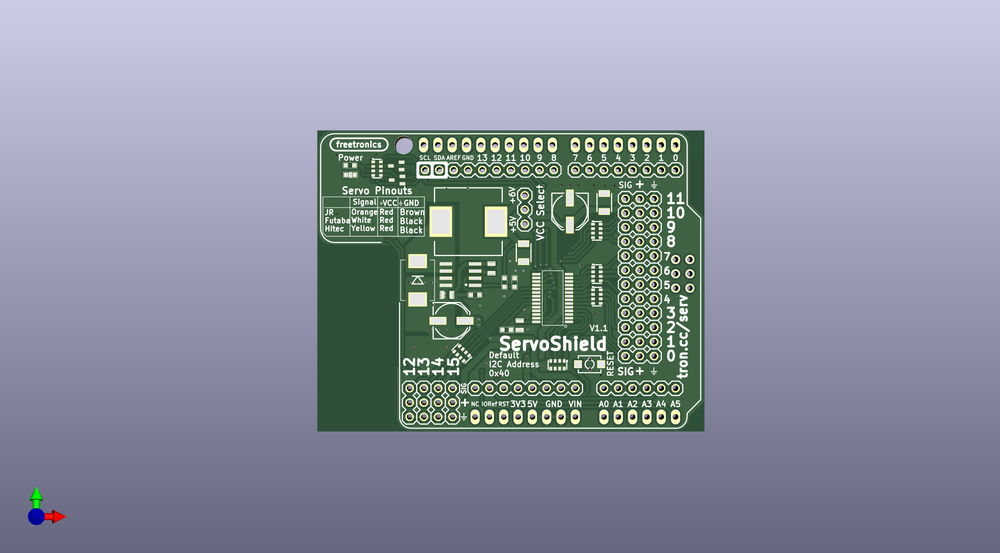 freetronics
Power
SCL SDA AREF GND 13 12 11 10 9 8 7 6 5 4 3 2 1 0
Servo Pinouts
Signal +VCC GND
JR Orange Red Brown
Futaba White Red Black
Hitec Yellow Red Black
+6V
+5V
VCC Select
SIG +
11
10
9
8
7
6
5
4
3
2
1
0
SIG +
tron.cc/serv
V1.1
ServoShield
Default
I2C Address
0x40
RESET
12 13 14 15
SIG
+
NC IORef RST 3V3 5V GND VIN A0 A1 A2 A3 A4 A5